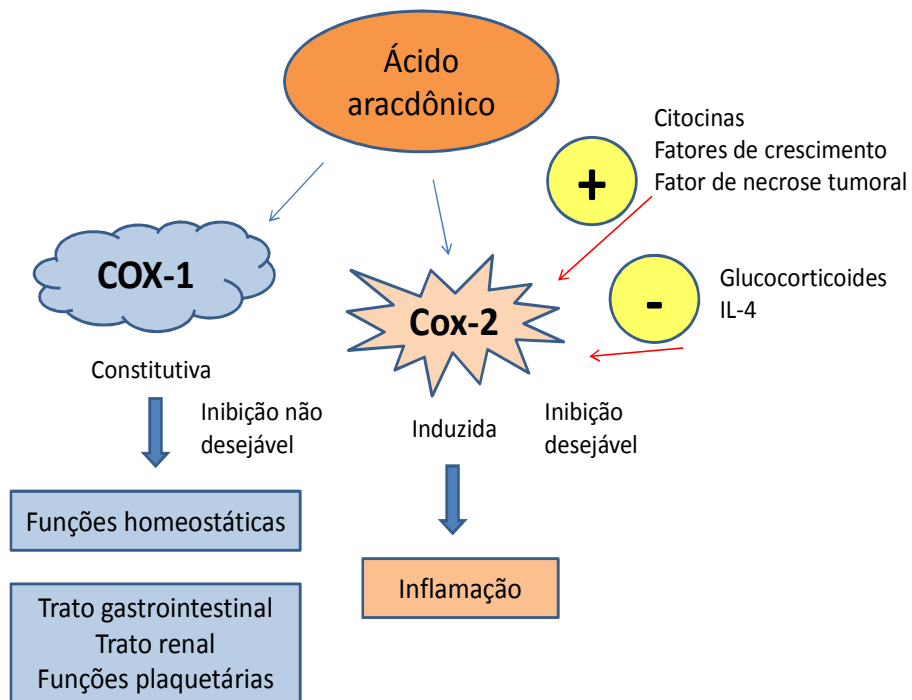 Ácido
aracdônico
Citocinas
Fatores de crescimento
Fator de necrose tumoral
+
COX-1
Cox-2
-
Glucocorticoides
IL-4
Constitutiva
Inibição não
desejável
Induzida
Inibição
desejável
Funções homeostáticas
Inflamação
Trato gastrointestinal
Trato renal
Funções plaquetárias